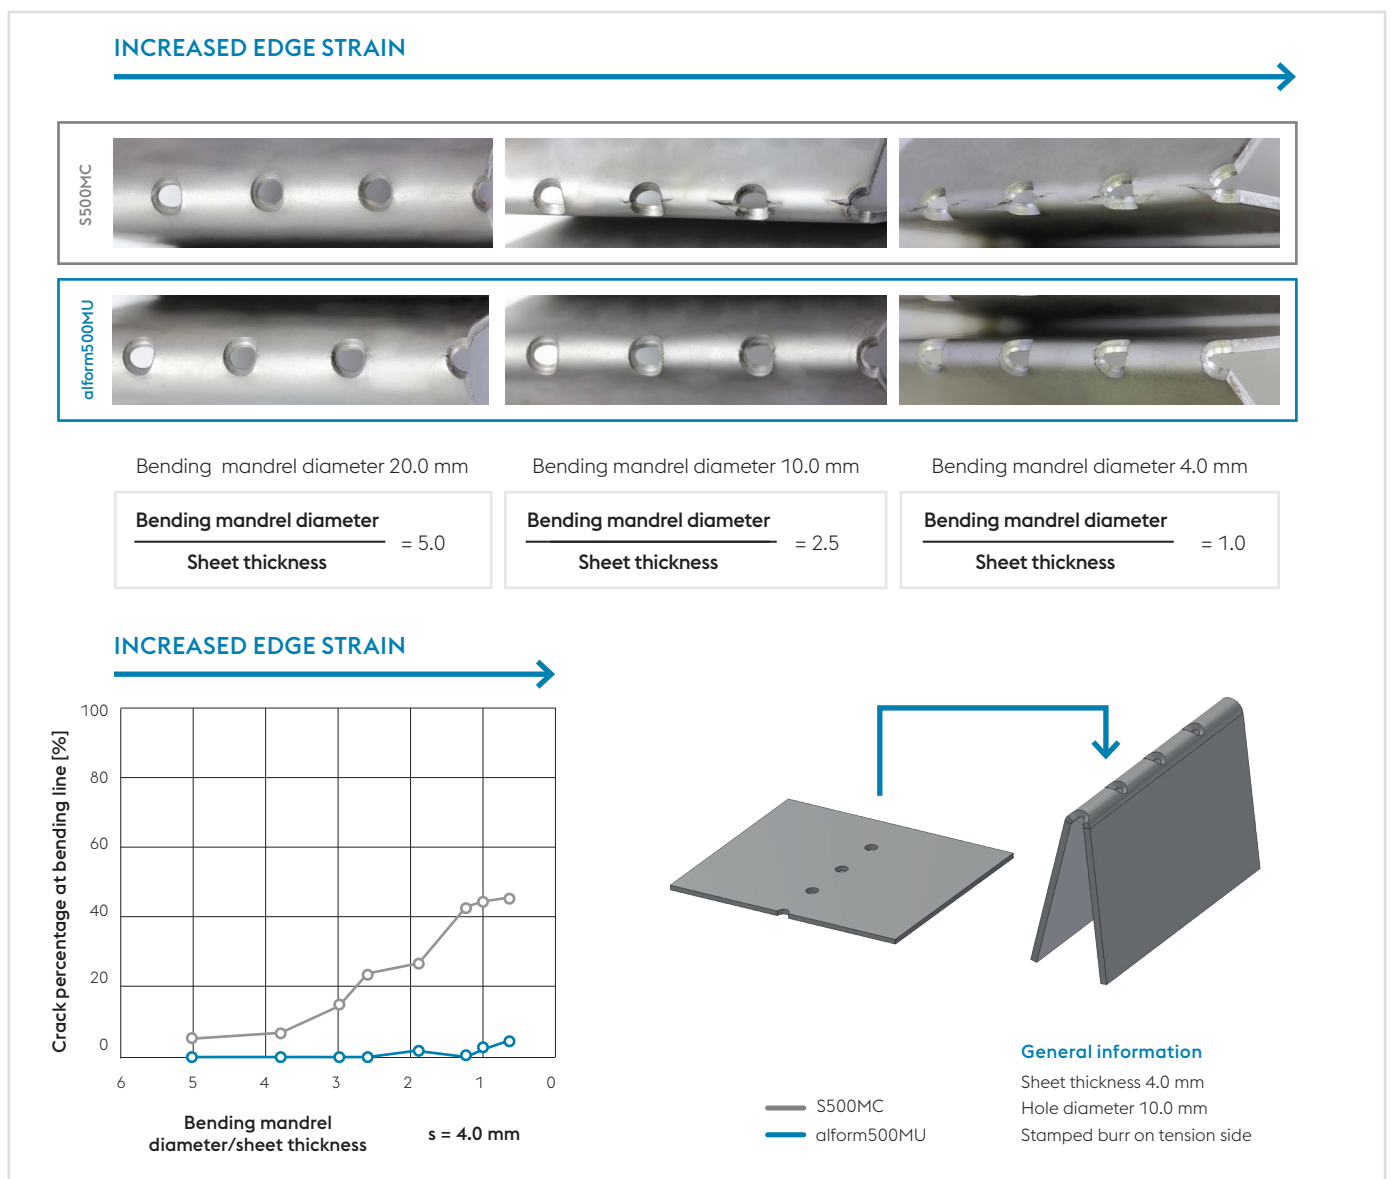 INCREASED EDGE STRAIN
S500MC
alform500MU
Bending mandrel diameter 20.0 mm
Bending mandrel diameter 10.0 mm
Bending mandrel diameter 4.0 mm
Bending mandrel diameter
Sheet thickness
= 5.0
Bending mandrel diameter
Sheet thickness
= 2.5
Bending mandrel diameter
Sheet thickness
= 1.0
INCREASED EDGE STRAIN
Crack percentage at bending line [%]
100
80
60
40
20
0
6 5 4 3 2 1 0
Bending mandrel
diameter/sheet thickness
s = 4.0 mm
S500MC
alform500MU
General information
Sheet thickness 4.0 mm
Hole diameter 10.0 mm
Stamped burr on tension side